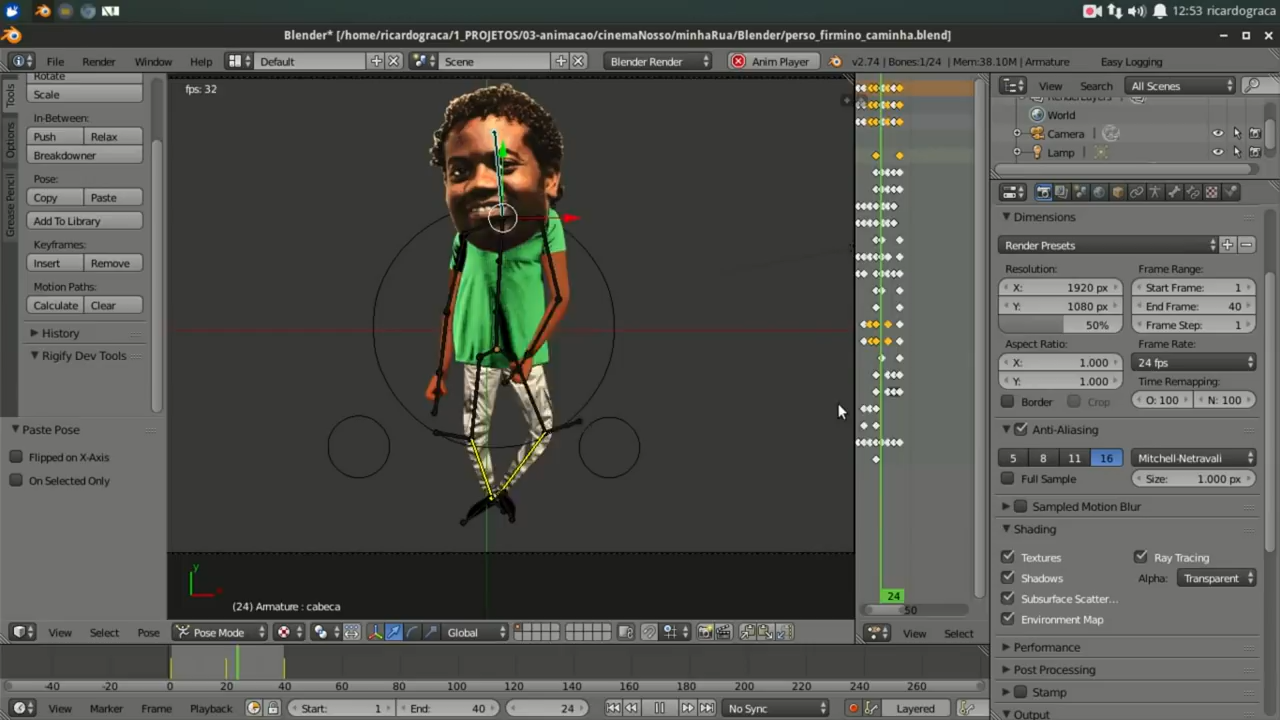 12:53 ricardograca
Blender* [/home/ricardograca/1_PROJETOS/03-animacao/cinemaNosso/minhaRua/Blender/perso_firmino_caminha.blend]
File Render Window Help Default Scene Blender Render Anim Player v2.74 | Bones:1/24 | Mem:38.10M | Armature Easy Logging
Tools
Options
Grease Pencil
Rotate
Scale
In-Between:
Push Relax
Breakdowner
Pose:
Copy Paste
Add To Library
Keyframes:
Insert Remove
Motion Paths:
Calculate Clear
History
Rigify Dev Tools
Paste Pose
Flipped on X-Axis
On Selected Only
fps: 32
y
(24) Armature : cabeca
View Select Pose Pose Mode Global
24
50
View Select
View Search All Scenes
World
Camera
Lamp
Dimensions
Render Presets
Resolution: Frame Range:
X: 1920 px Start Frame: 1
Y: 1080 px End Frame: 40
50% Frame Step: 1
Aspect Ratio: Frame Rate:
X: 1.000 24 fps
Y: 1.000 Time Remapping:
Border Crop O: 100 N: 100
Anti-Aliasing
5 8 11 16 Mitchell-Netravali
Full Sample Size: 1.000 px
Sampled Motion Blur
Shading
Textures Ray Tracing
Shadows Alpha: Transparent
Subsurface Scatter...
Environment Map
Performance
Post Processing
Stamp
Output
-40 -20 0 20 40 60 80 100 120 140 160 180 200 220 240 260
View Marker Frame Playback Start: 1 End: 40 24 No Sync Layered